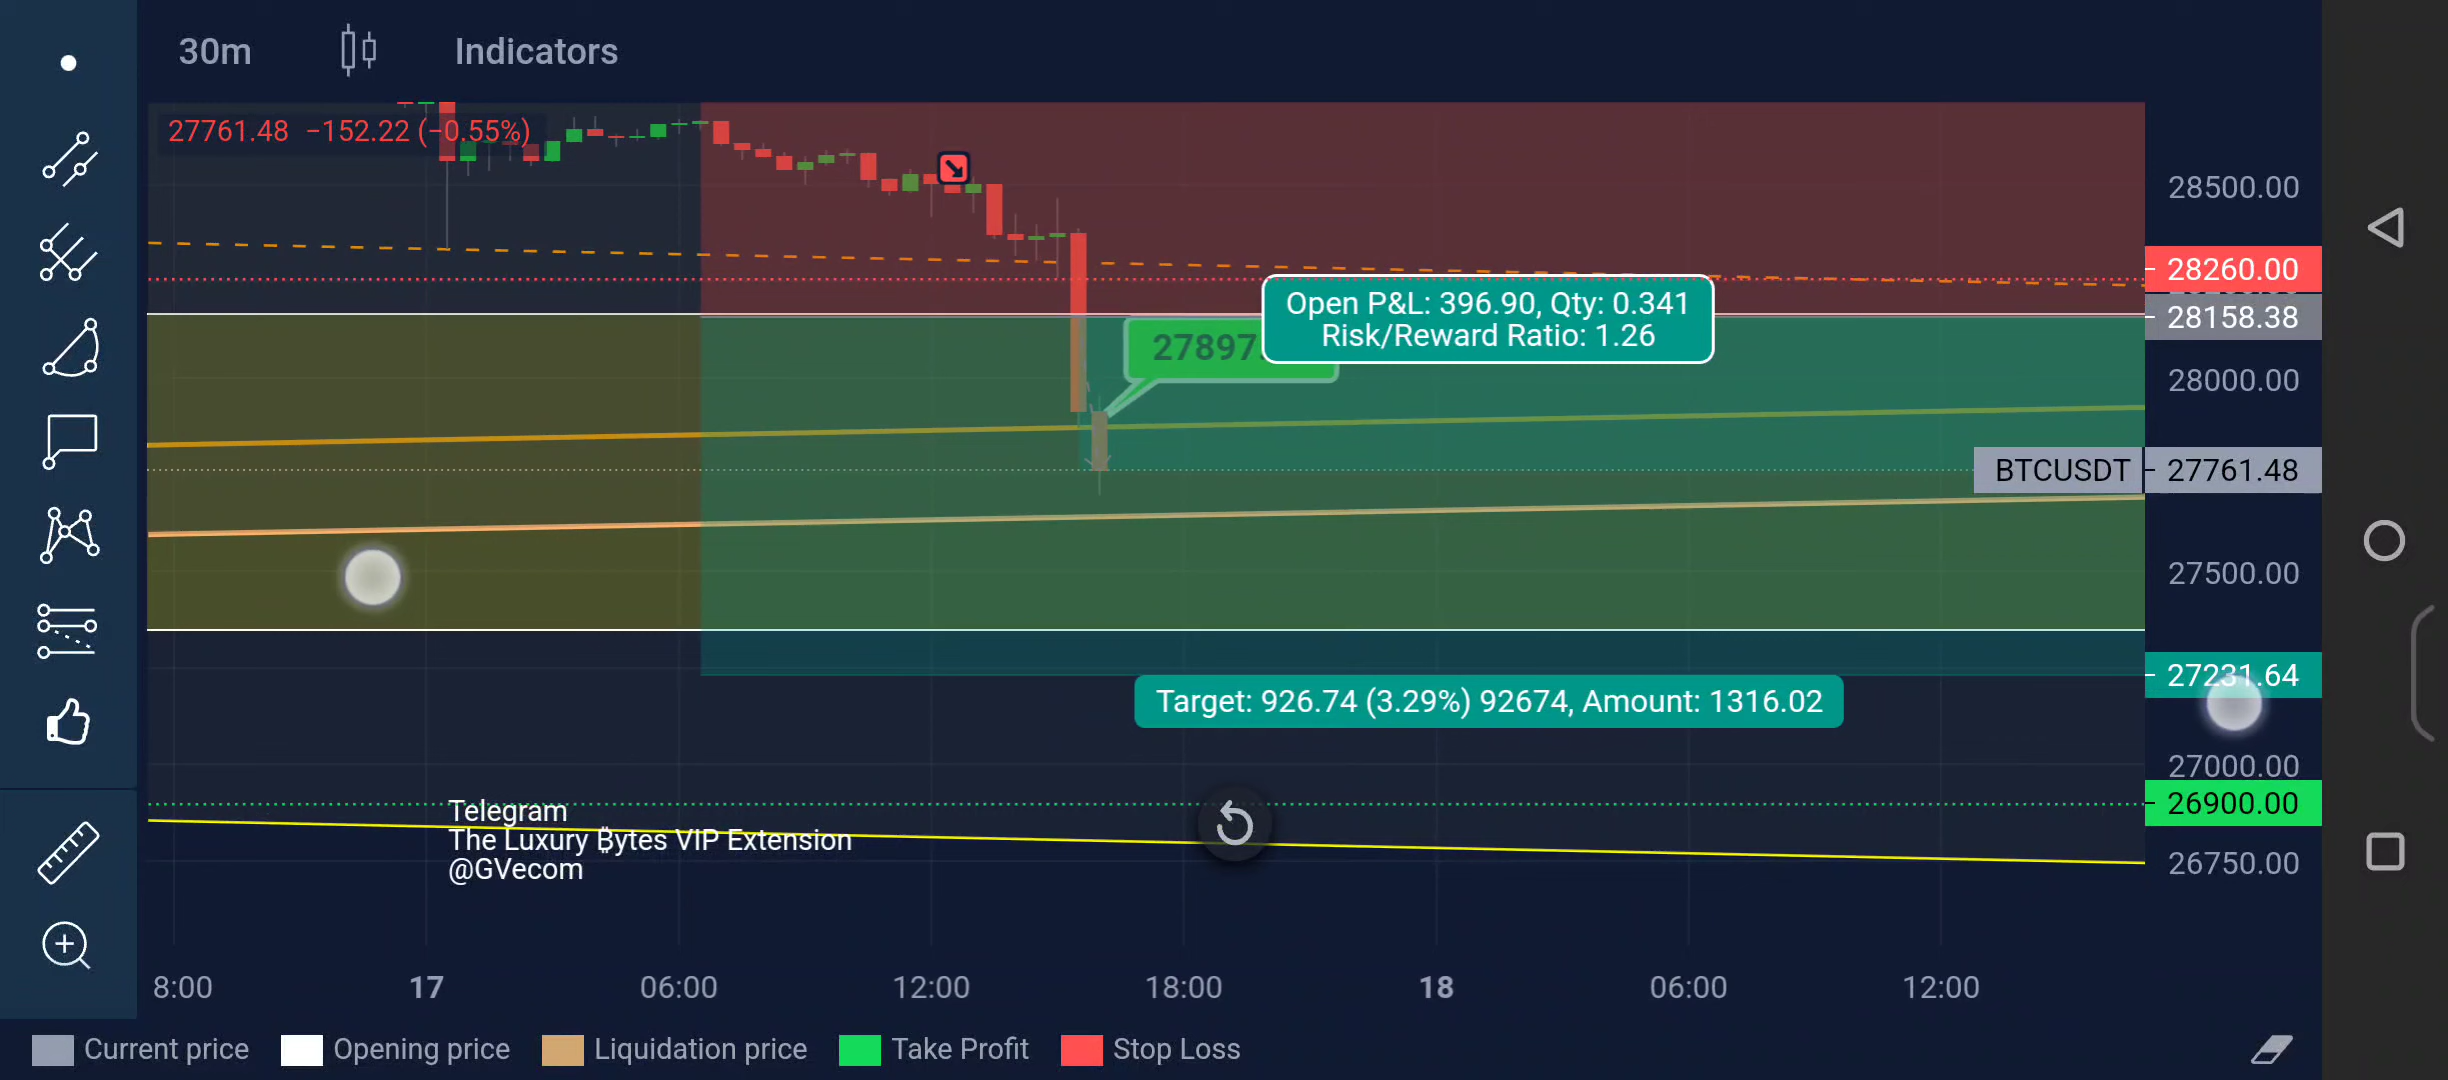 30m
Indicators
27761.48 −152.22 (−0.55%)
28500.00
28260.00
Open P&L: 396.90, Qty: 0.341
Risk/Reward Ratio: 1.26
28158.38
27897
28000.00
BTCUSDT
27761.48
27500.00
27231.64
Target: 926.74 (3.29%) 92674, Amount: 1316.02
27000.00
26900.00
Telegram
The Luxury ₿ytes VIP Extension
@GVecom
26750.00
8:00 17 06:00 12:00 18:00 18 06:00 12:00
Current price Opening price Liquidation price Take Profit Stop Loss